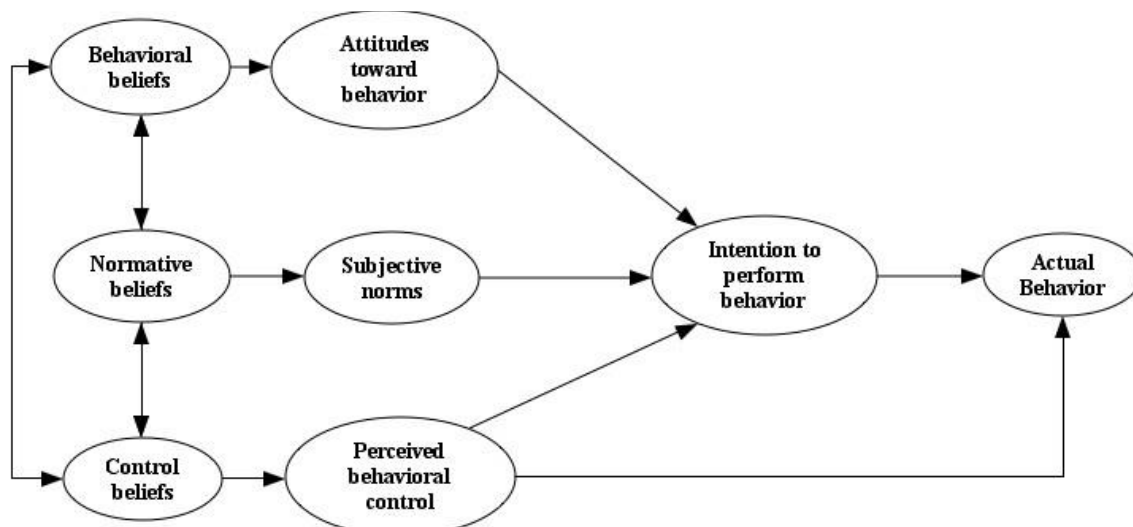 Behavioral
beliefs
Attitudes
toward
behavior
Normative
beliefs
Subjective
norms
Intention to
perform
behavior
Actual
Behavior
Control
beliefs
Perceived
behavioral
control